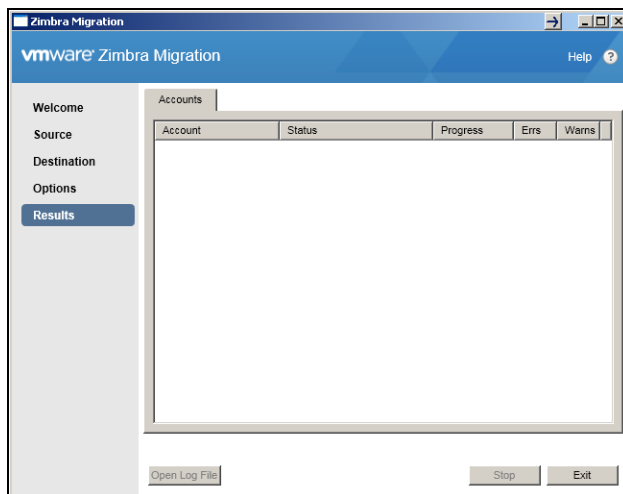 Zimbra Migration
vmware Zimbra Migration
Help ?
Welcome
Source
Destination
Options
Results
Accounts
Account Status Progress Errs Warns
Open Log File Stop Exit